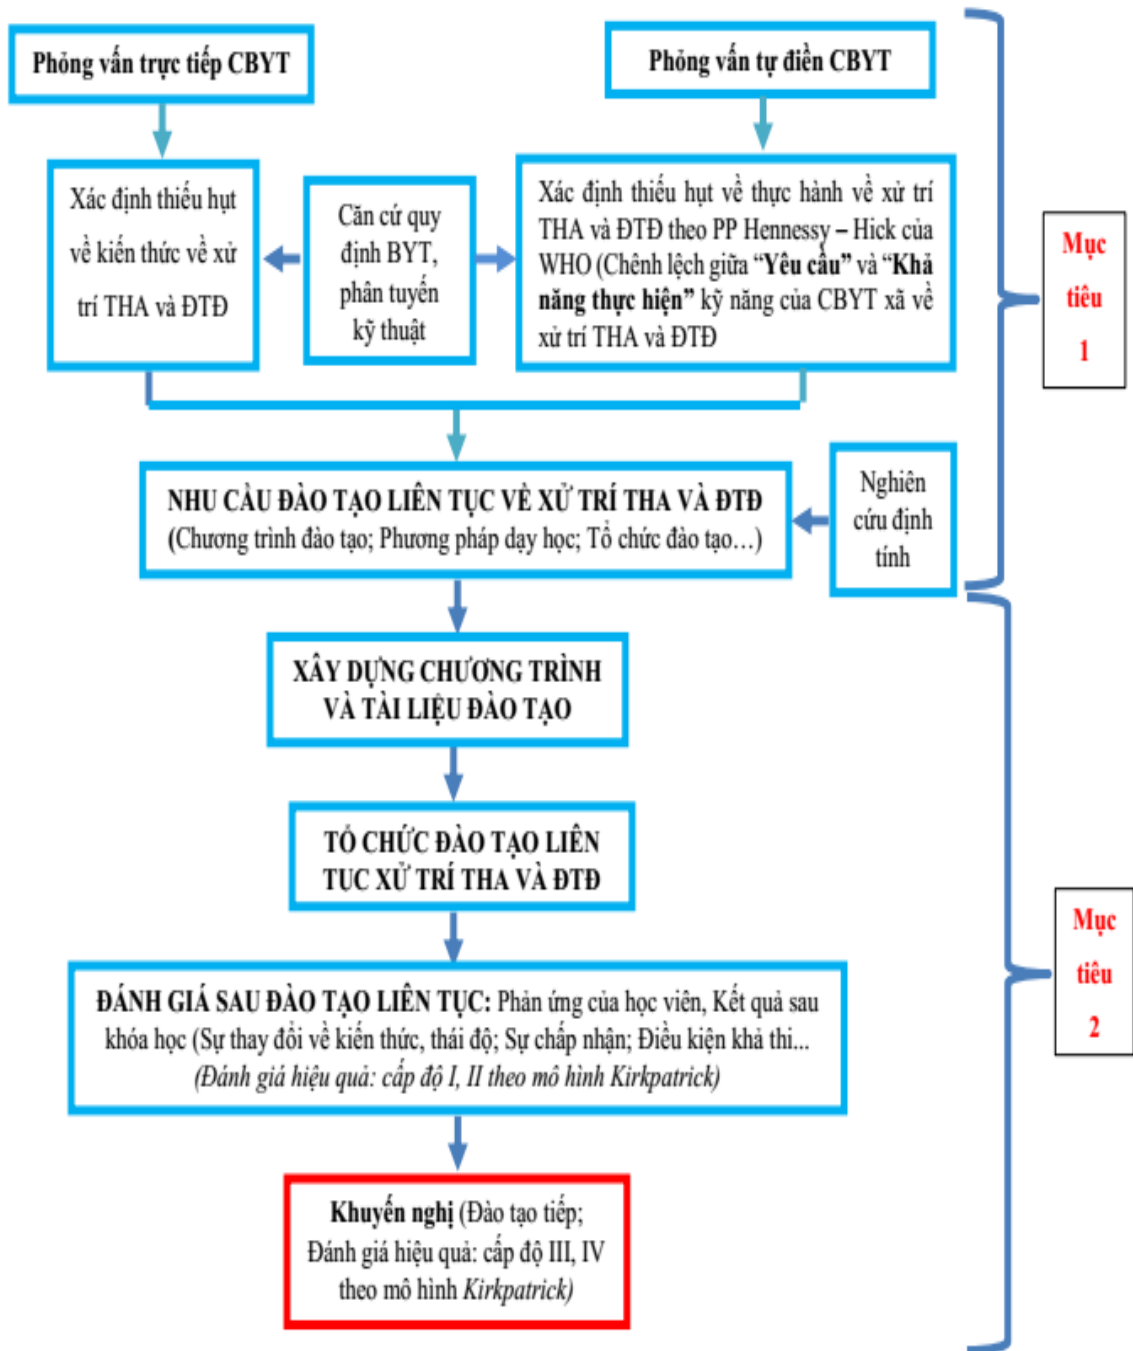 Phỏng vấn trực tiếp CBYT
Phỏng vấn tự điền CBYT
Xác định thiếu hụt
về kiến thức về xử
trí THA và ĐTĐ
Căn cứ quy
định BYT,
phân tuyến
kỹ thuật
Xác định thiếu hụt về thực hành về xử trí
THA và ĐTĐ theo PP Hennessy – Hick của
WHO (Chênh lệch giữa “Yêu cầu” và “Khả
năng thực hiện” kỹ năng của CBYT xã về
xử trí THA và ĐTĐ
Mục
tiêu
1
NHU CẦU ĐÀO TẠO LIÊN TỤC VỀ XỬ TRÍ THA VÀ ĐTĐ
(Chương trình đào tạo; Phương pháp dạy học; Tổ chức đào tạo…)
Nghiên
cứu định
tính
XÂY DỰNG CHƯƠNG TRÌNH
VÀ TÀI LIỆU ĐÀO TẠO
TỔ CHỨC ĐÀO TẠO LIÊN
TỤC XỬ TRÍ THA VÀ ĐTĐ
Mục
tiêu
2
ĐÁNH GIÁ SAU ĐÀO TẠO LIÊN TỤC: Phản ứng của học viên, Kết quả sau
khóa học (Sự thay đổi về kiến thức, thái độ; Sự chấp nhận; Điều kiện khả thi...
(Đánh giá hiệu quả: cấp độ I, II theo mô hình Kirkpatrick)
Khuyến nghị (Đào tạo tiếp;
Đánh giá hiệu quả: cấp độ III, IV
theo mô hình Kirkpatrick)